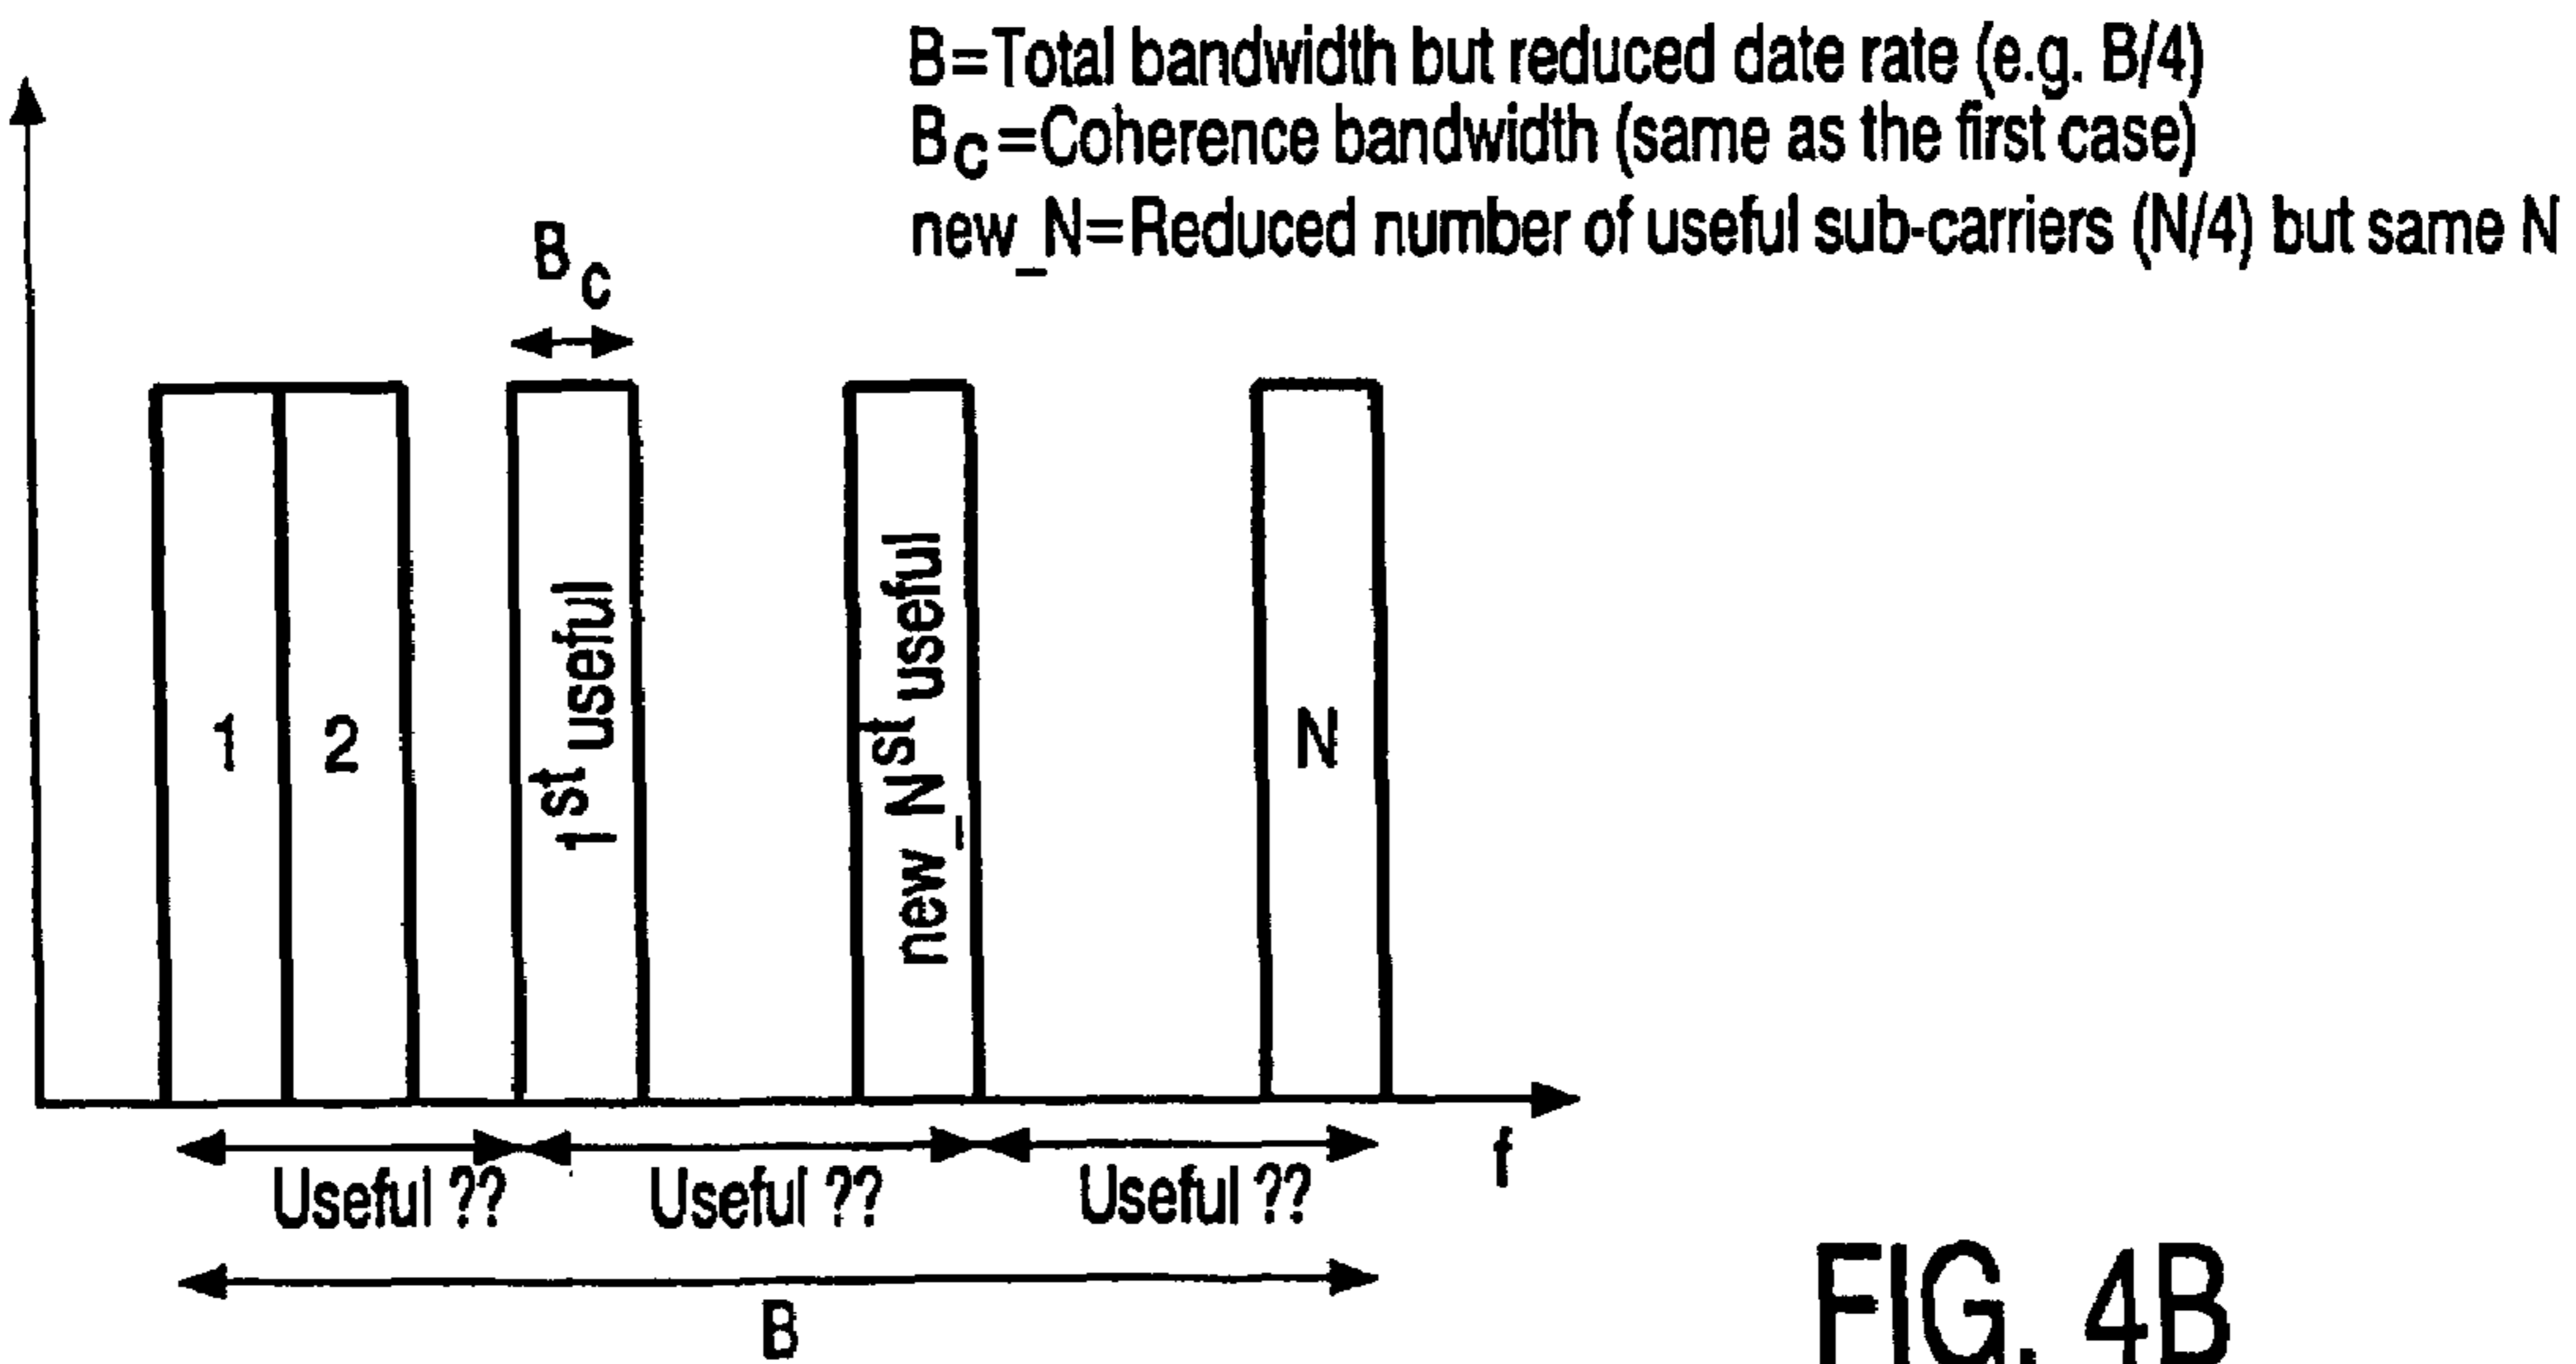 B=Total bandwidth but reduced date rate (e.g. B/4)
Bc=Coherence bandwidth (same as the first case)
new_N=Reduced number of useful sub-carriers (N/4) but same N
Bc
1
2
1st useful
new_Nst useful
N
f
Useful ??
Useful ??
Useful ??
B
FIG. 4B